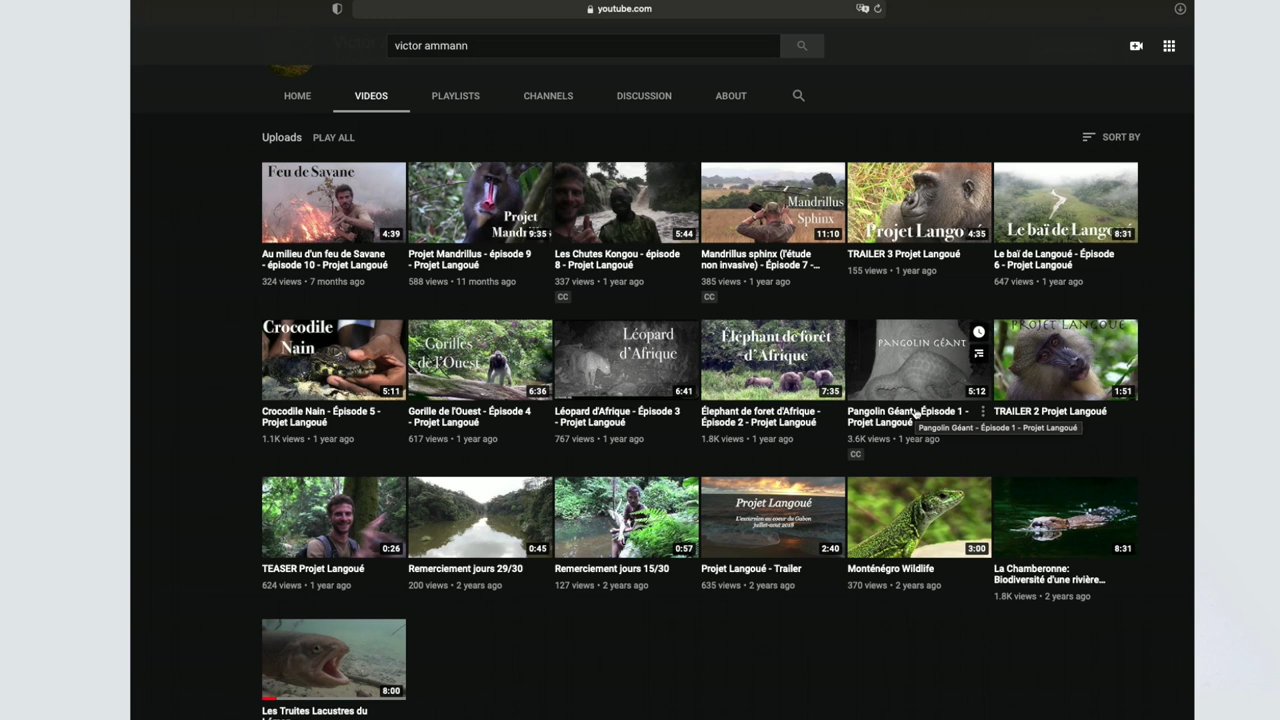 youtube.com
victor ammann
HOME VIDEOS PLAYLISTS CHANNELS DISCUSSION ABOUT
Uploads PLAY ALL SORT BY
Feu de Savane
4:39
Au milieu d'un feu de Savane
- épisode 10 - Projet Langoué
324 views • 7 months ago
Projet
9:35
Projet Mandrillus - épisode 9
- Projet Langoué
588 views • 11 months ago
5:44
Les Chutes Kongou - épisode
8 - Projet Langoué
337 views • 1 year ago
CC
Mandrillus
Sphinx
11:10
Mandrillus sphinx (l'étude
non invasive) - Épisode 7 -...
385 views • 1 year ago
CC
Projet Lango
4:35
TRAILER 3 Projet Langoué
155 views • 1 year ago
Le baï de Langoué
8:31
Le baï de Langoué - Épisode
6 - Projet Langoué
647 views • 1 year ago
Crocodile
Nain
5:11
Crocodile Nain - Épisode 5 -
Projet Langoué
1.1K views • 1 year ago
Gorilles
de l'Ouest
6:36
Gorille de l'Ouest - Épisode 4
- Projet Langoué
617 views • 1 year ago
Léopard
d'Afrique
6:41
Léopard d'Afrique - Épisode 3
- Projet Langoué
767 views • 1 year ago
Éléphant de forêt
d'Afrique
7:35
Élephant de foret d'Afrique -
Épisode 2 - Projet Langoué
1.8K views • 1 year ago
PANGOLIN GÉANT
5:12
Pangolin Géant - Épisode 1 -
Projet Langoué
Pangolin Géant - Épisode 1 - Projet Langoué
3.6K views • 1 year ago
CC
PROJET LANGOUÉ
1:51
TRAILER 2 Projet Langoué
0:26
TEASER Projet Langoué
624 views • 1 year ago
0:45
Remerciement jours 29/30
200 views • 2 years ago
0:57
Remerciement jours 15/30
127 views • 2 years ago
Projet Langoué
L'excursion au coeur du Gabon
juillet-aout 2018
2:40
Projet Langoué - Trailer
635 views • 2 years ago
3:00
Monténégro Wildlife
370 views • 2 years ago
8:31
La Chamberonne:
Biodiversité d'une rivière...
1.8K views • 2 years ago
8:00
Les Truites Lacustres du